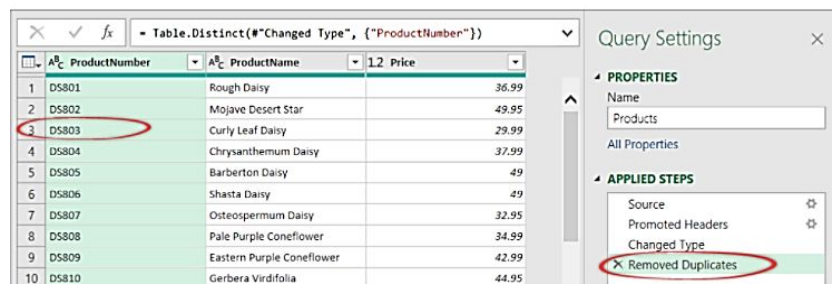 fx = Table.Distinct(#"Changed Type", {"ProductNumber"})
ABC ProductNumber ABC ProductName 1.2 Price
1 DS801 Rough Daisy 36.99
2 DS802 Mojave Desert Star 49.95
3 DS803 Curly Leaf Daisy 29.99
4 DS804 Chrysanthemum Daisy 37.99
5 DS805 Barberton Daisy 49
6 DS806 Shasta Daisy 49
7 DS807 Osteospermum Daisy 32.95
8 DS808 Pale Purple Coneflower 34.99
9 DS809 Eastern Purple Coneflower 42.99
10 DS810 Gerbera Virdifolia 44.95
Query Settings
PROPERTIES
Name
Products
All Properties
APPLIED STEPS
Source
Promoted Headers
Changed Type
Removed Duplicates